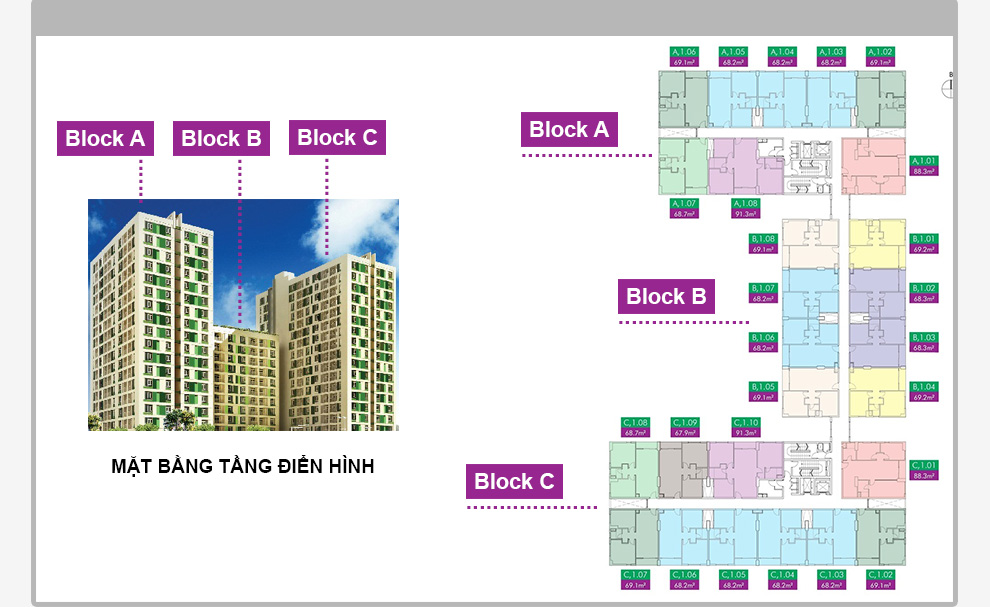 Block A
Block B
Block C
MẶT BẰNG TẦNG ĐIỂN HÌNH
A,1.06
69.1m²
A,1.05
68.2m²
A,1.04
68.2m²
A,1.03
68.2m²
A,1.02
69.1m²
B
Block A
A,1.01
88.3m²
A,1.07
68.7m²
A,1.08
91.3m²
B,1.08
69.1m²
B,1.01
69.2m²
Block B
B,1.07
68.2m²
B,1.02
68.3m²
B,1.06
68.2m²
B,1.03
68.3m²
B,1.05
69.1m²
B,1.04
69.2m²
C,1.08
68.7m²
C,1.09
67.9m²
C,1.10
91.3m²
Block C
C,1.01
88.3m²
C,1.07
69.1m²
C,1.06
68.2m²
C,1.05
68.2m²
C,1.04
68.2m²
C,1.03
68.2m²
C,1.02
69.1m²